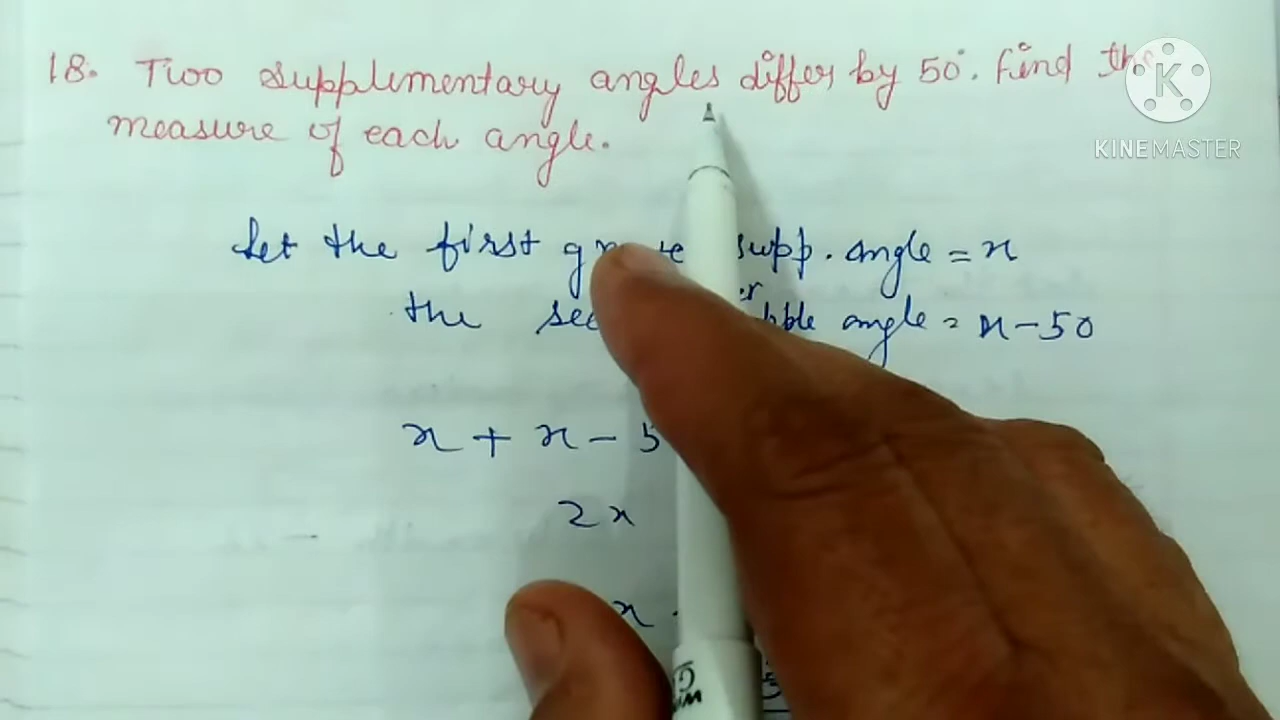 18. Two Supplimentary angles differ by 50°. Find the
measure of each angle.
Let the first supp. angle = x
the angle = x - 50
x + x - 5
2x
x
K
KINEMASTER